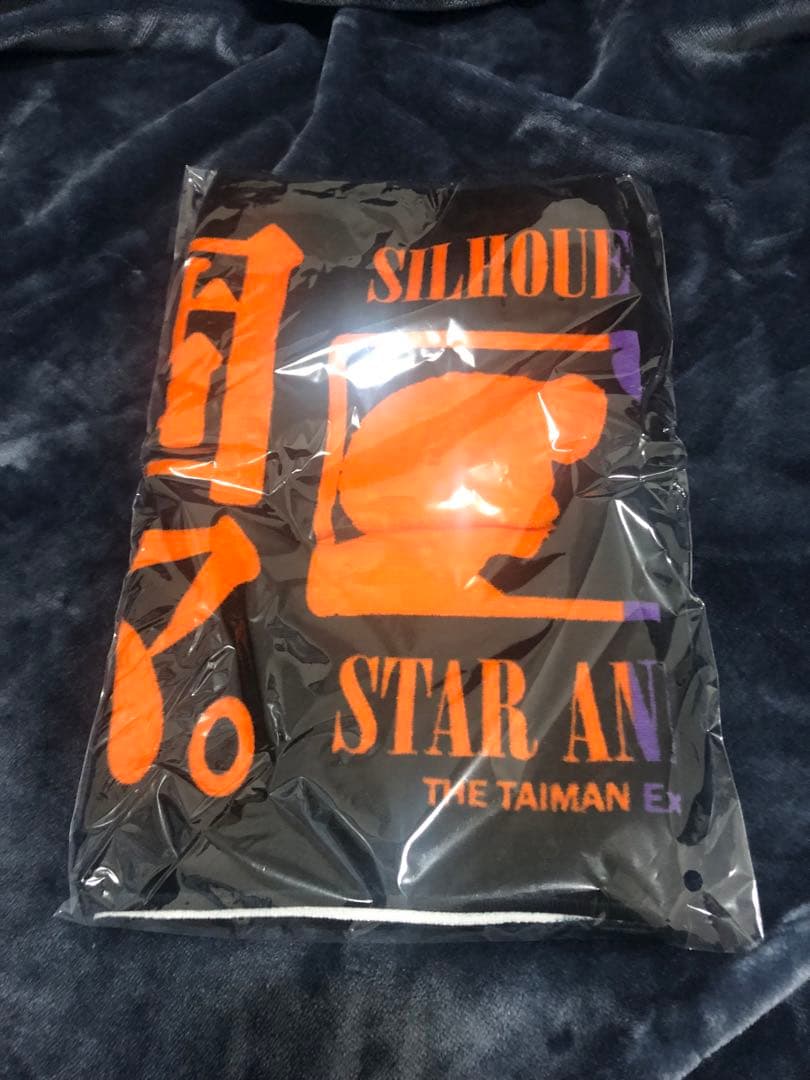 SILHOUE
STAR AN
THE TAIMAN Ex